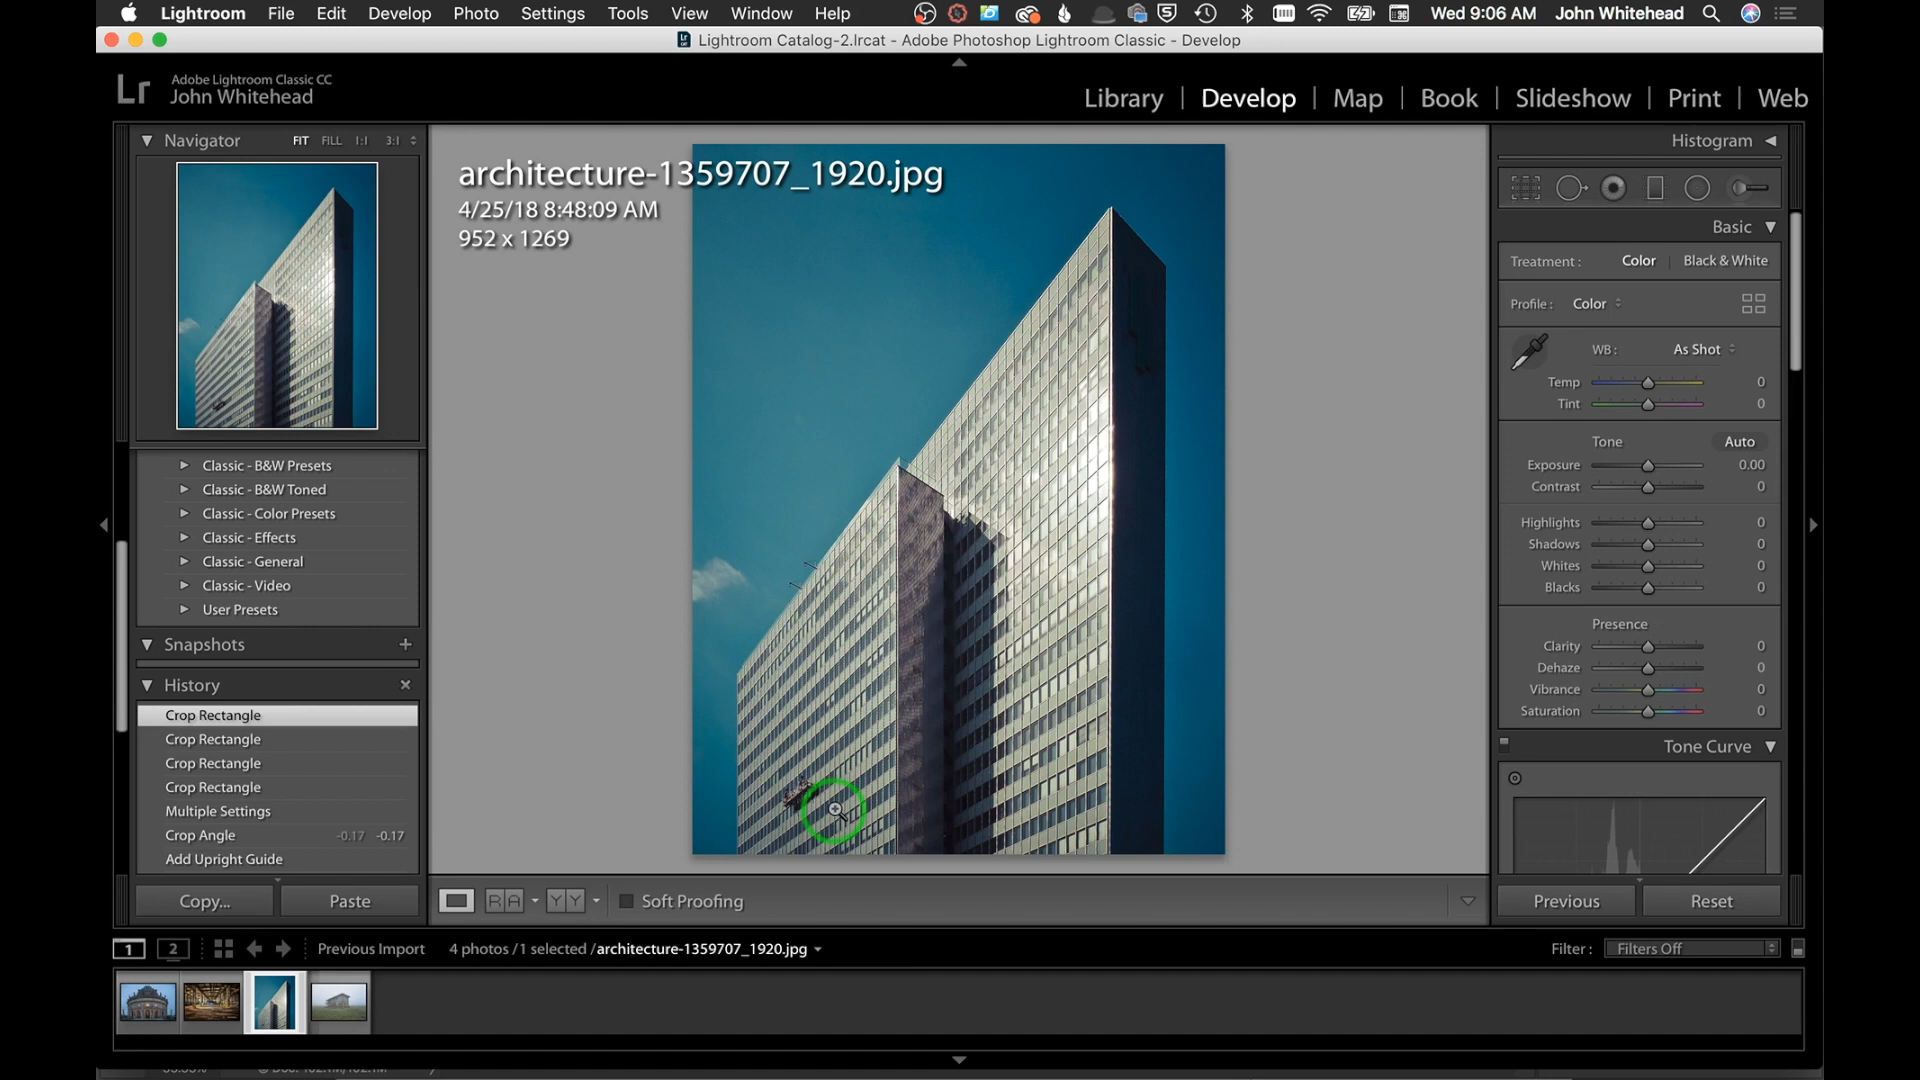 Lightroom File Edit Develop Photo Settings Tools View Window Help Wed 9:06 AM John Whitehead
Lightroom Catalog-2.lrcat - Adobe Photoshop Lightroom Classic - Develop
Lr Adobe Lightroom Classic CC
John Whitehead
Library | Develop | Map | Book | Slideshow | Print | Web
Navigator FIT FILL 1:1 3:1
Classic - B&W Presets
Classic - B&W Toned
Classic - Color Presets
Classic - Effects
Classic - General
Classic - Video
User Presets
Snapshots +
History
Crop Rectangle
Crop Rectangle
Crop Rectangle
Crop Rectangle
Multiple Settings
Crop Angle -0.17 -0.17
Add Upright Guide
Copy... Paste
architecture-1359707_1920.jpg
4/25/18 8:48:09 AM
952 x 1269
R A Y Y Soft Proofing
Histogram
Basic
Treatment : Color | Black & White
Profile : Color
WB : As Shot
Temp 0
Tint 0
Tone Auto
Exposure 0.00
Contrast 0
Highlights 0
Shadows 0
Whites 0
Blacks 0
Presence
Clarity 0
Dehaze 0
Vibrance 0
Saturation 0
Tone Curve
Previous Reset
1 2 Previous Import 4 photos /1 selected /architecture-1359707_1920.jpg Filter : Filters Off